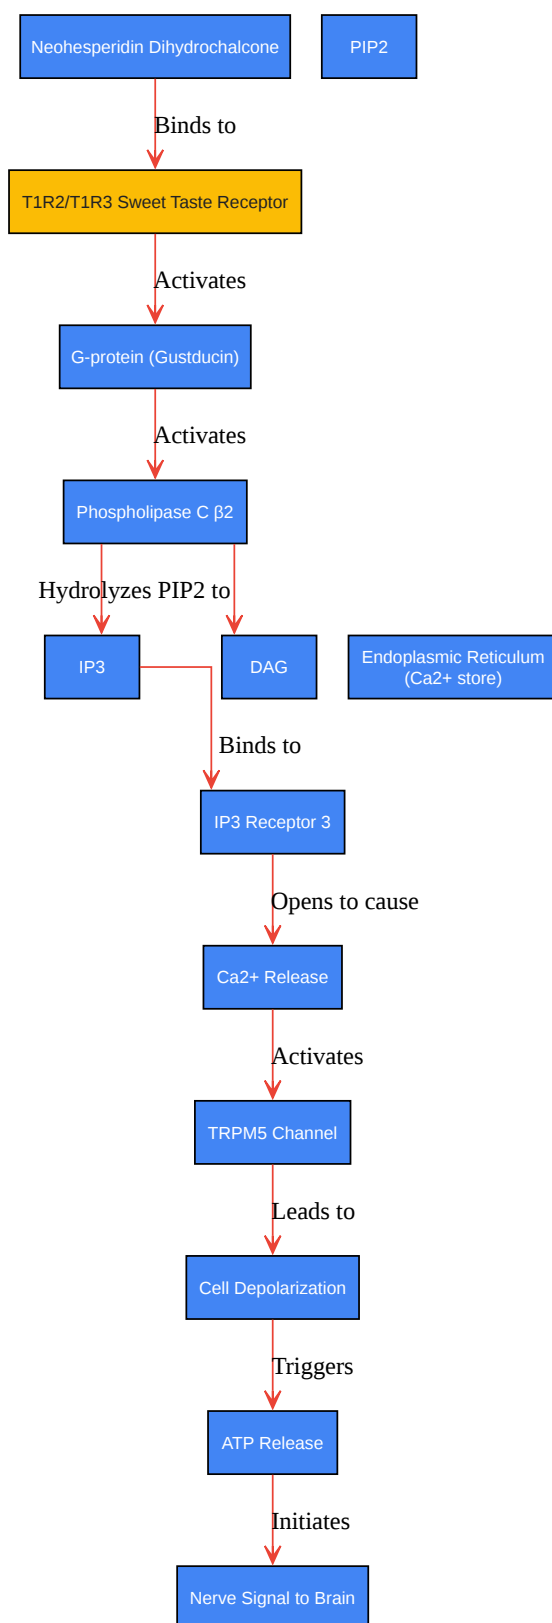 Neohesperidin Dihydrochalcone
PIP2
Binds to
T1R2/T1R3 Sweet Taste Receptor
Activates
G-protein (Gustducin)
Activates
Phospholipase C β2
Hydrolyzes PIP2 to
IP3
DAG
Endoplasmic Reticulum
(Ca2+ store)
Binds to
IP3 Receptor 3
Opens to cause
Ca2+ Release
Activates
TRPM5 Channel
Leads to
Cell Depolarization
Triggers
ATP Release
Initiates
Nerve Signal to Brain